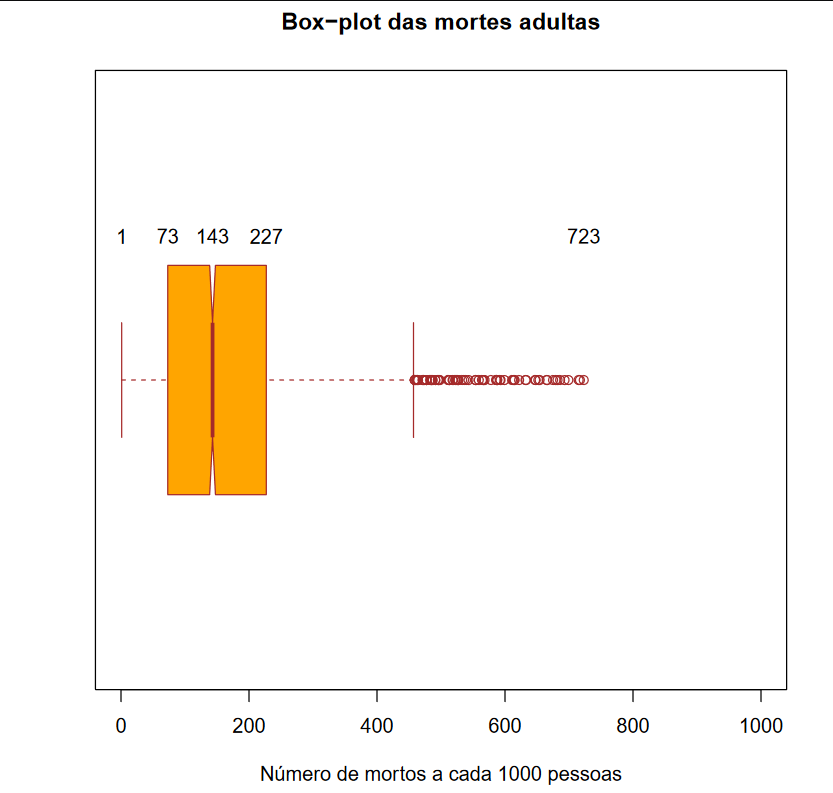 Box−plot das mortes adultas
1 73 143 227 723
0 200 400 600 800 1000
Número de mortos a cada 1000 pessoas